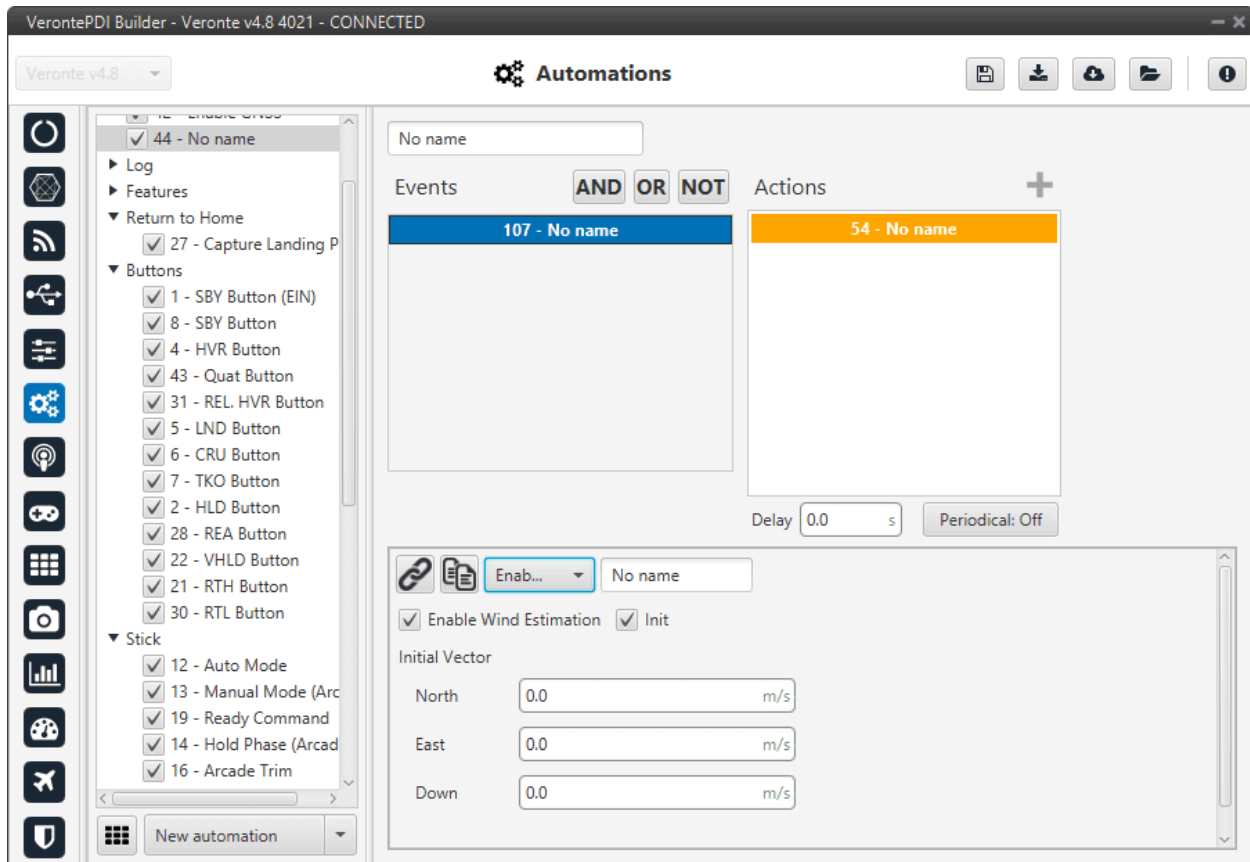 VerontePDI Builder - Veronte v4.8 4021 - CONNECTED
Veronte v4.8
Automations
44 - No name
Log
Features
Return to Home
27 - Capture Landing P
Buttons
1 - SBY Button (EIN)
8 - SBY Button
4 - HVR Button
43 - Quat Button
31 - REL. HVR Button
5 - LND Button
6 - CRU Button
7 - TKO Button
2 - HLD Button
28 - REA Button
22 - VHLD Button
21 - RTH Button
30 - RTL Button
Stick
12 - Auto Mode
13 - Manual Mode (Arc
19 - Ready Command
14 - Hold Phase (Arcad
16 - Arcade Trim
New automation
No name
Events AND OR NOT
107 - No name
Actions
54 - No name
Delay 0.0 s Periodical: Off
Enab... No name
Enable Wind Estimation Init
Initial Vector
North 0.0 m/s
East 0.0 m/s
Down 0.0 m/s